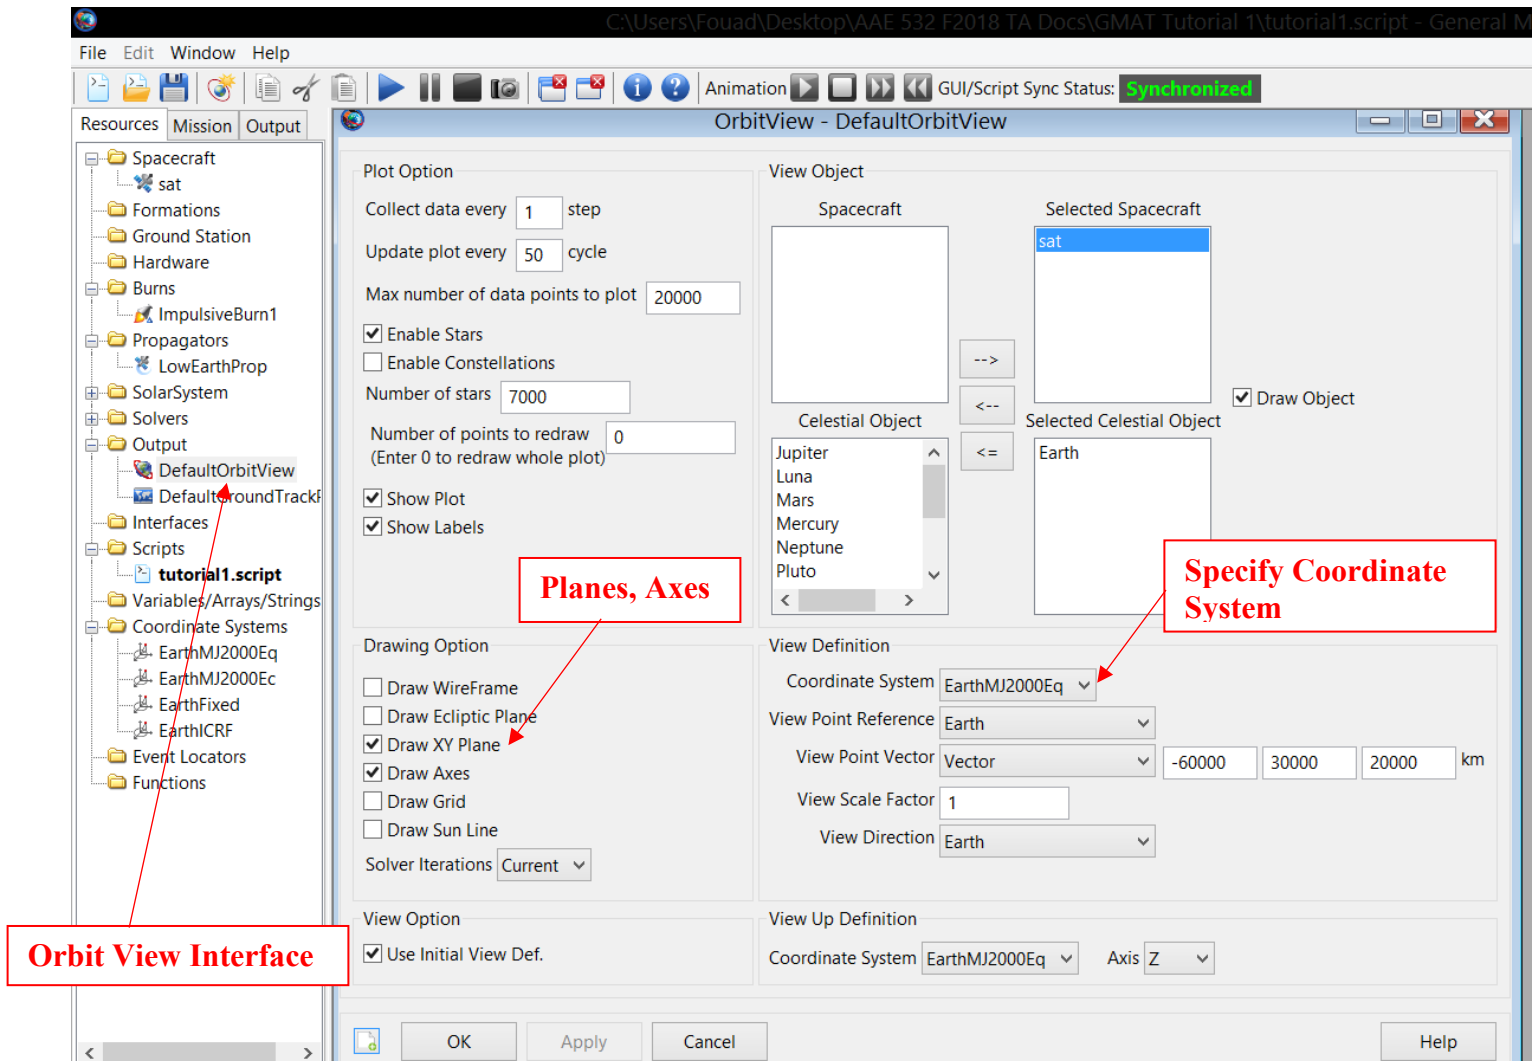 C:\Users\Fouad\Desktop\AAE 532 F2018 TA Docs\GMAT Tutorial 1\tutorial1.script - General M
File Edit Window Help
Animation GUI/Script Sync Status: Synchronized
Resources Mission Output
OrbitView - DefaultOrbitView
Spacecraft
sat
Formations
Ground Station
Hardware
Burns
ImpulsiveBurn1
Propagators
LowEarthProp
SolarSystem
Solvers
Output
DefaultOrbitView
DefaultGroundTrackP
Interfaces
Scripts
tutorial1.script
Variables/Arrays/Strings
Coordinate Systems
EarthMJ2000Eq
EarthMJ2000Ec
EarthFixed
EarthICRF
Event Locators
Functions
Orbit View Interface
Plot Option
Collect data every 1 step
Update plot every 50 cycle
Max number of data points to plot 20000
Enable Stars
Enable Constellations
Number of stars 7000
Number of points to redraw 0
(Enter 0 to redraw whole plot)
Show Plot
Show Labels
Planes, Axes
Drawing Option
Draw WireFrame
Draw Ecliptic Plane
Draw XY Plane
Draw Axes
Draw Grid
Draw Sun Line
Solver Iterations Current
View Option
Use Initial View Def.
View Object
Spacecraft Selected Spacecraft
sat
-->
<--
<=
Draw Object
Celestial Object Selected Celestial Object
Jupiter
Luna
Mars
Mercury
Neptune
Pluto
Earth
Specify Coordinate
System
View Definition
Coordinate System EarthMJ2000Eq
View Point Reference Earth
View Point Vector Vector -60000 30000 20000 km
View Scale Factor 1
View Direction Earth
View Up Definition
Coordinate System EarthMJ2000Eq Axis Z
OK Apply Cancel Help